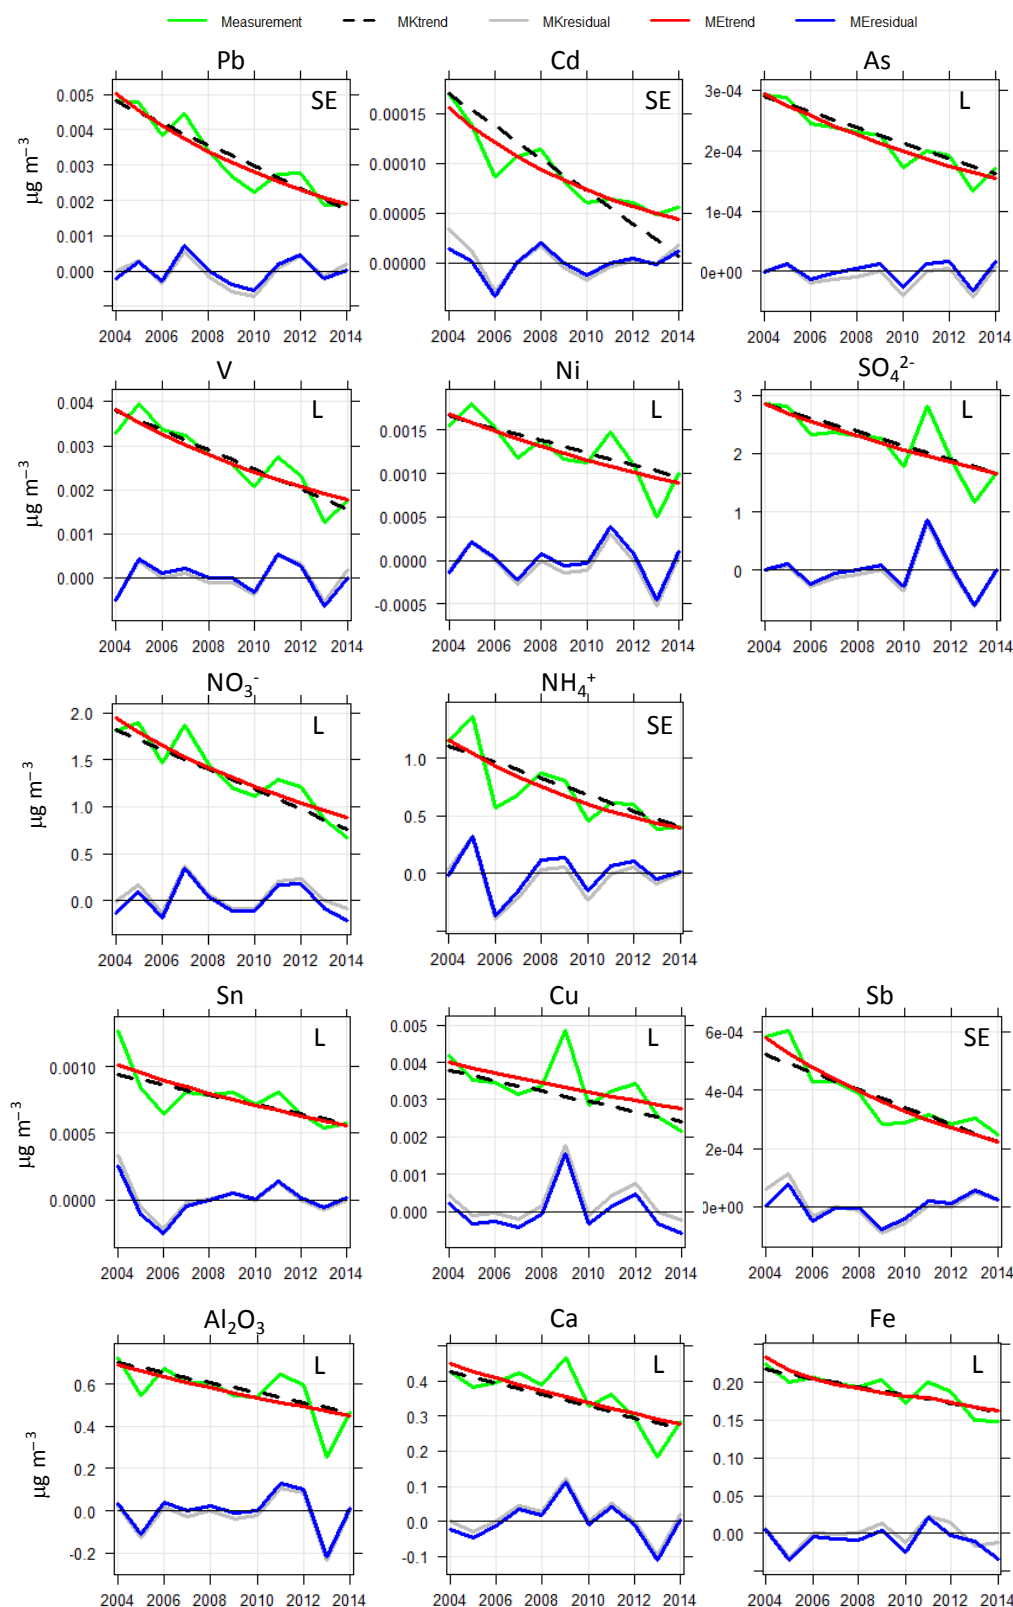 Measurement MKtrend MKresidual MEtrend MEresidual
Pb Cd As
SE SE L
0.005 0.004 0.003 0.002 0.001 0.000
0.00015 0.00010 0.00005 0.00000
3e-04 2e-04 1e-04 0e+00
µg m⁻³
2004 2006 2008 2010 2012 2014 2004 2006 2008 2010 2012 2014 2004 2006 2008 2010 2012 2014
V Ni SO₄²⁻
L L L
0.004 0.003 0.002 0.001 0.000
0.0015 0.0010 0.0005 0.0000 -0.0005
3 2 1 0
µg m⁻³
2004 2006 2008 2010 2012 2014 2004 2006 2008 2010 2012 2014 2004 2006 2008 2010 2012 2014
NO₃⁻ NH₄⁺
L SE
2.0 1.5 1.0 0.5 0.0
1.0 0.5 0.0
µg m⁻³
2004 2006 2008 2010 2012 2014 2004 2006 2008 2010 2012 2014
Sn Cu Sb
L L SE
0.0010 0.0005 0.0000
0.005 0.004 0.003 0.002 0.000
6e-04 4e-04 2e-04 0e+00
µg m⁻³
2004 2006 2008 2010 2012 2014 2004 2006 2008 2010 2012 2014 2004 2006 2008 2010 2012 2014
Al₂O₃ Ca Fe
L L L
0.6 0.4 0.2 0.0 -0.2
0.4 0.3 0.2 0.1 0.0 -0.1
0.20 0.15 0.10 0.05 0.00
µg m⁻³
2004 2006 2008 2010 2012 2014 2004 2006 2008 2010 2012 2014 2004 2006 2008 2010 2012 2014